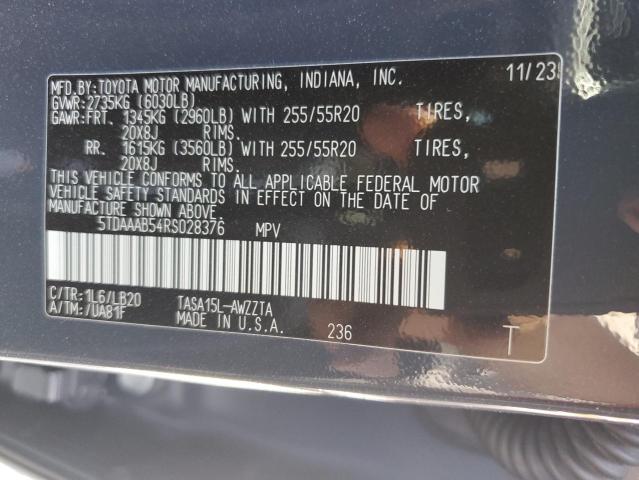 MFD.BY:TOYOTA MOTOR MANUFACTURING, INDIANA, INC. 11/23
GVWR:2735KG (6030LB)
GAWR:FRT. 1345KG (2960LB) WITH 255/55R20 TIRES,
20X8J RIMS.
RR. 1615KG (3560LB) WITH 255/55R20 TIRES,
20X8J RIMS.
THIS VEHICLE CONFORMS TO ALL APPLICABLE FEDERAL MOTOR
VEHICLE SAFETY STANDARDS IN EFFECT ON THE DATE OF
MANUFACTURE SHOWN ABOVE.
5TDAAAB54RS028376 MPV
C/TR:1L6/LB20 TASA15L-AWZZTA
A/TM:/UA81F MADE IN U.S.A. 236 T